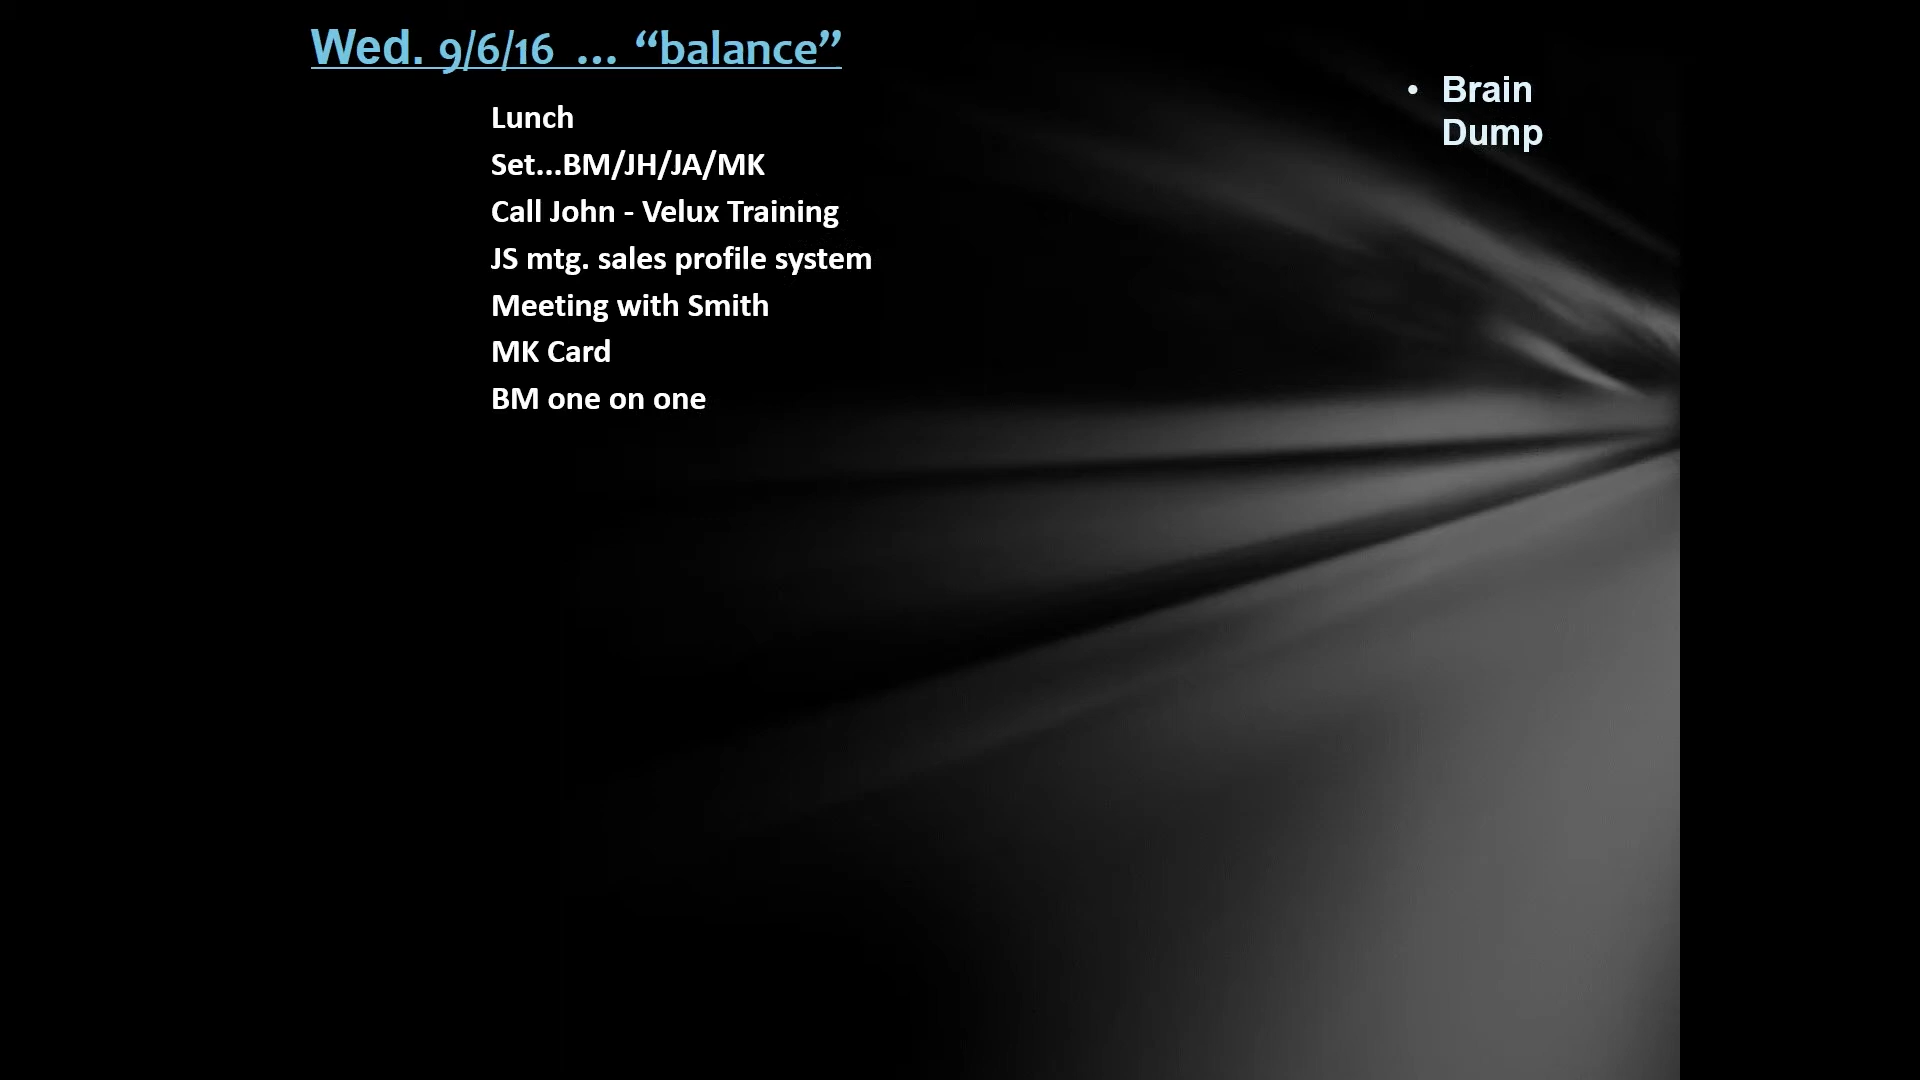 Wed. 9/6/16 ... “balance”
Lunch
Set...BM/JH/JA/MK
Call John - Velux Training
JS mtg. sales profile system
Meeting with Smith
MK Card
BM one on one
• Brain
Dump